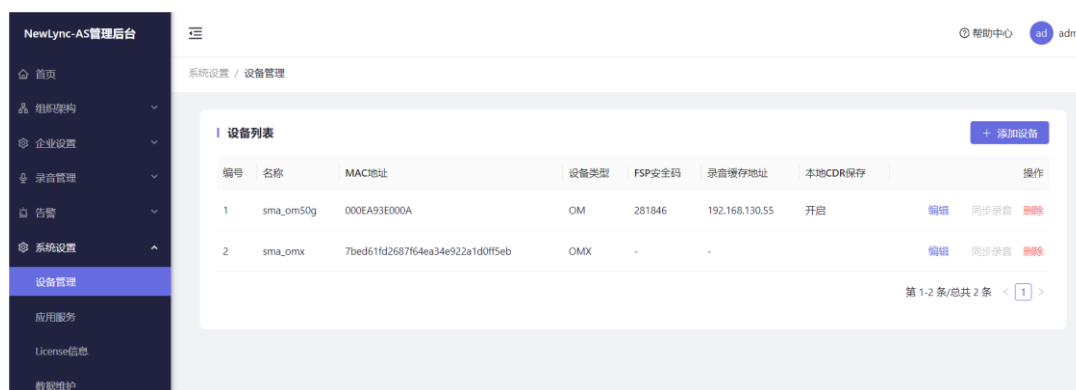 NewLync-AS管理后台
帮助中心 ad adm
首页
系统设置 / 设备管理
组织架构
企业设置
录音管理
告警
系统设置
设备管理
应用服务
License信息
数据维护
设备列表
+ 添加设备
编号 名称 MAC地址 设备类型 FSP安全码 录音缓存地址 本地CDR保存 操作
1 sma_om50g 000EA93E000A OM 281846 192.168.130.55 开启 编辑 同步录音 删除
2 sma_omx 7bed61fd2687f64ea34e922a1d0ff5eb OMX - - 编辑 同步录音 删除
第 1-2 条/总共 2 条 < 1 >